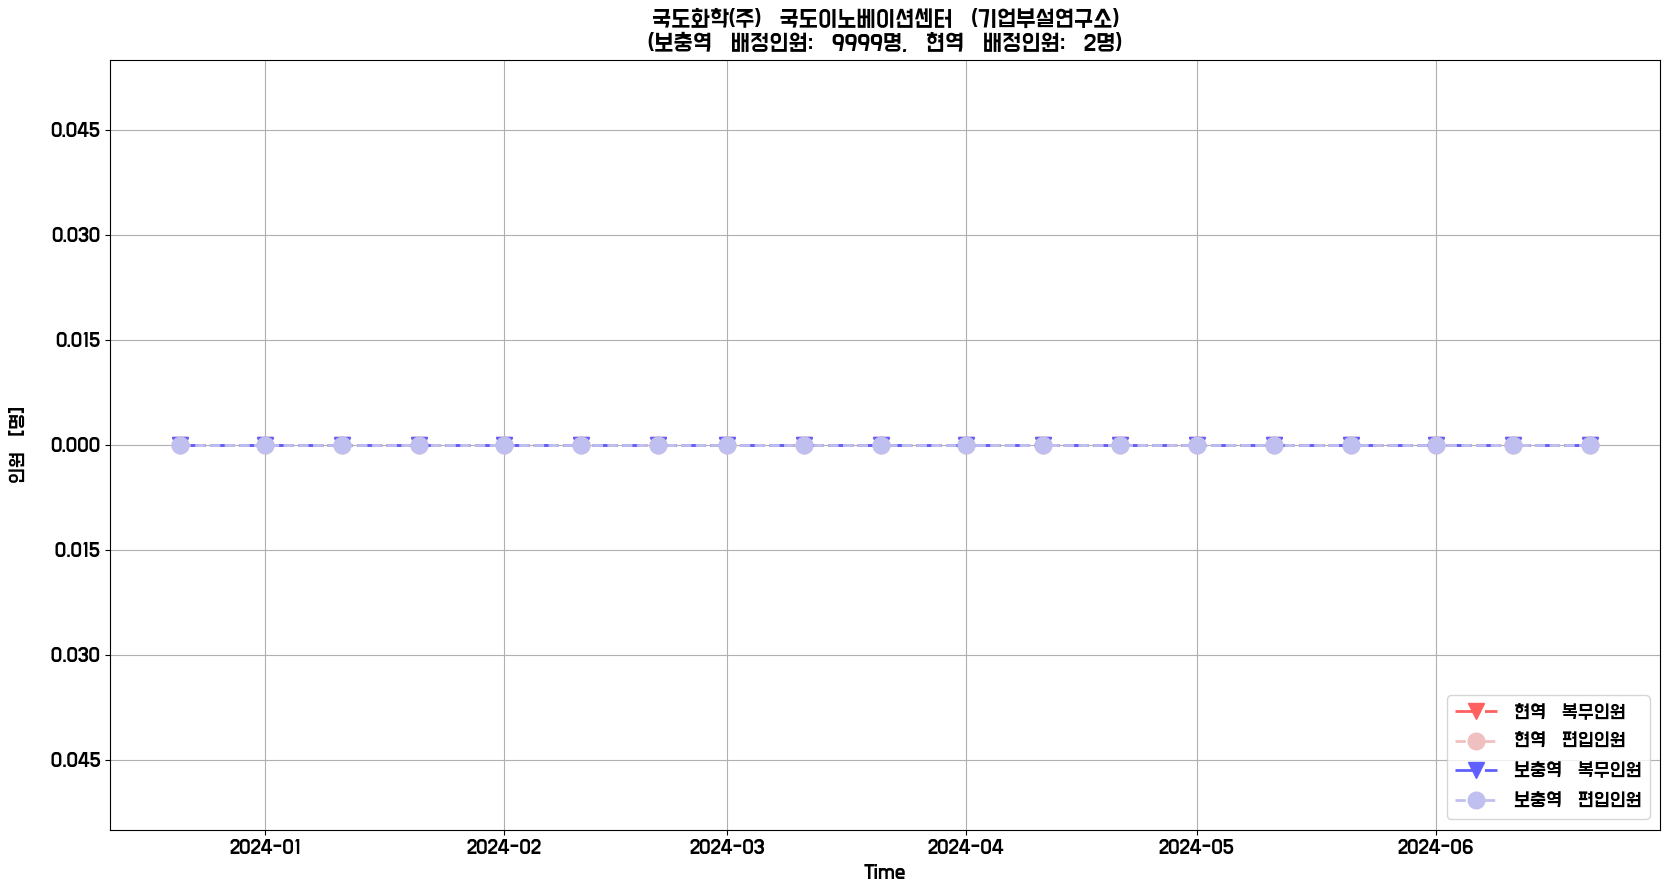 국도화학(주) 국도이노베이션센터 (기업부설연구소)
(보충역 배정인원: 9999명, 현역 배정인원: 2명)
0.045
0.030
0.015
0.000
0.015
0.030
0.045
인원 [명]
2024-01 2024-02 2024-03 2024-04 2024-05 2024-06
Time
현역 복무인원
현역 편입인원
보충역 복무인원
보충역 편입인원